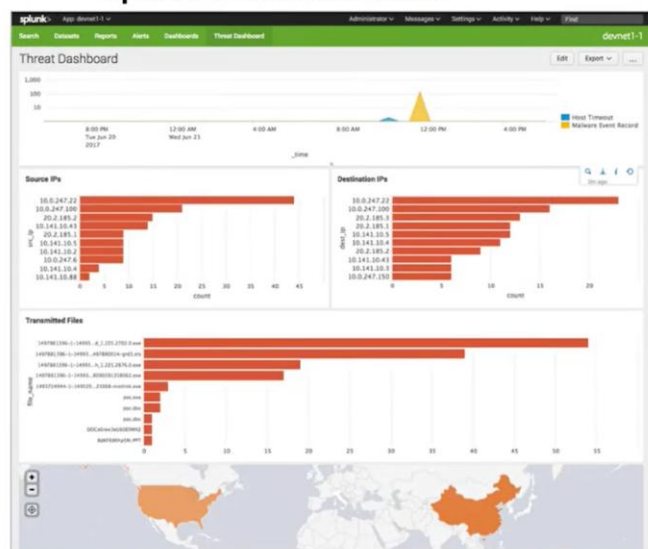 splunk> App: devnet1-1 Administrator Messages Settings Activity Help Find
Search Datasets Reports Alerts Dashboards Threat Dashboard devnet1-1
Threat Dashboard Edit Export ...
1,000
100
10
8:00 PM 12:00 AM 4:00 AM 8:00 AM 12:00 PM 4:00 PM
Tue Jun 20 Wed Jun 21
2017
_time
Host Timeout
Malware Event Record
Source IPs
src_ip
10.0.247.22
10.0.247.100
20.2.185.2
10.141.10.43
20.2.185.1
10.141.10.5
10.141.10.2
10.0.247.6
10.141.10.4
10.141.10.88
0 5 10 15 20 25 30 35 40 45
count
Destination IPs
0m ago
dest_ip
10.0.247.22
10.0.247.100
20.2.185.3
20.2.185.1
10.141.10.5
10.141.10.4
20.2.185.2
10.141.10.43
10.141.10.3
10.0.247.150
0 5 10 15 20
count
Transmitted Files
file_name
0 5 10 15 20 25 30 35 40 45 50 55